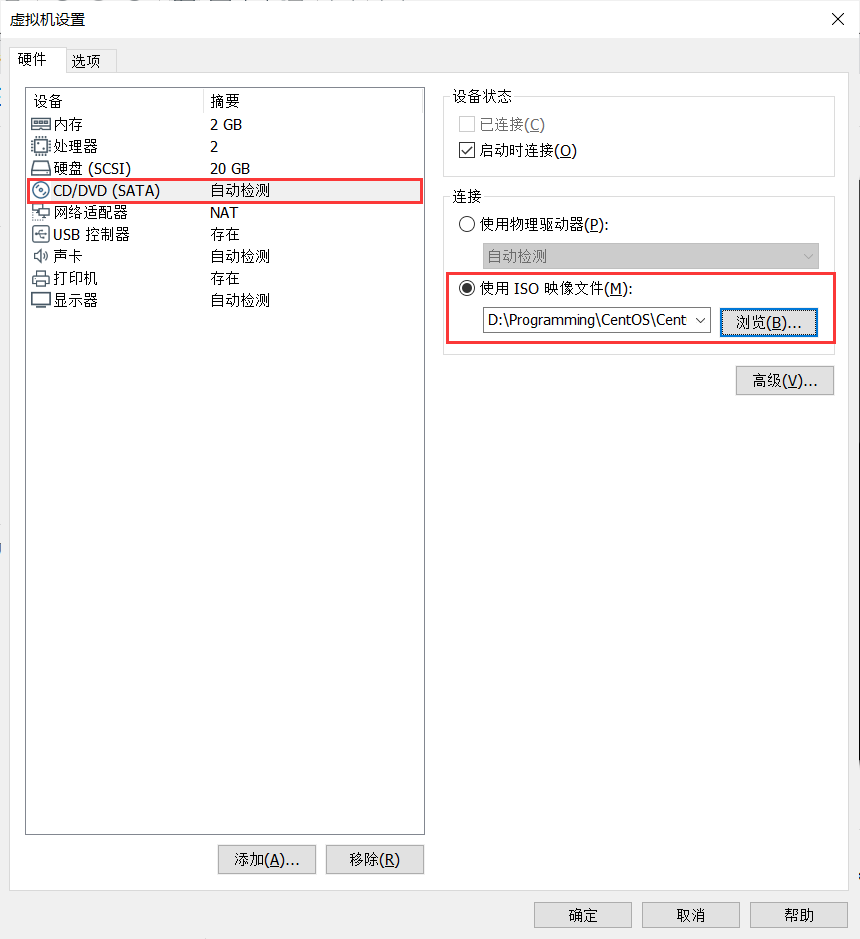 虚拟机设置
硬件 选项
设备 摘要
内存 2 GB
处理器 2
硬盘 (SCSI) 20 GB
CD/DVD (SATA) 自动检测
网络适配器 NAT
USB 控制器 存在
声卡 自动检测
打印机 存在
显示器 自动检测
添加(A)... 移除(R)
设备状态
已连接(C)
启动时连接(O)
连接
使用物理驱动器(P):
自动检测
使用 ISO 映像文件(M):
D:\Programming\CentOS\Cent 浏览(B)...
高级(V)...
确定 取消 帮助